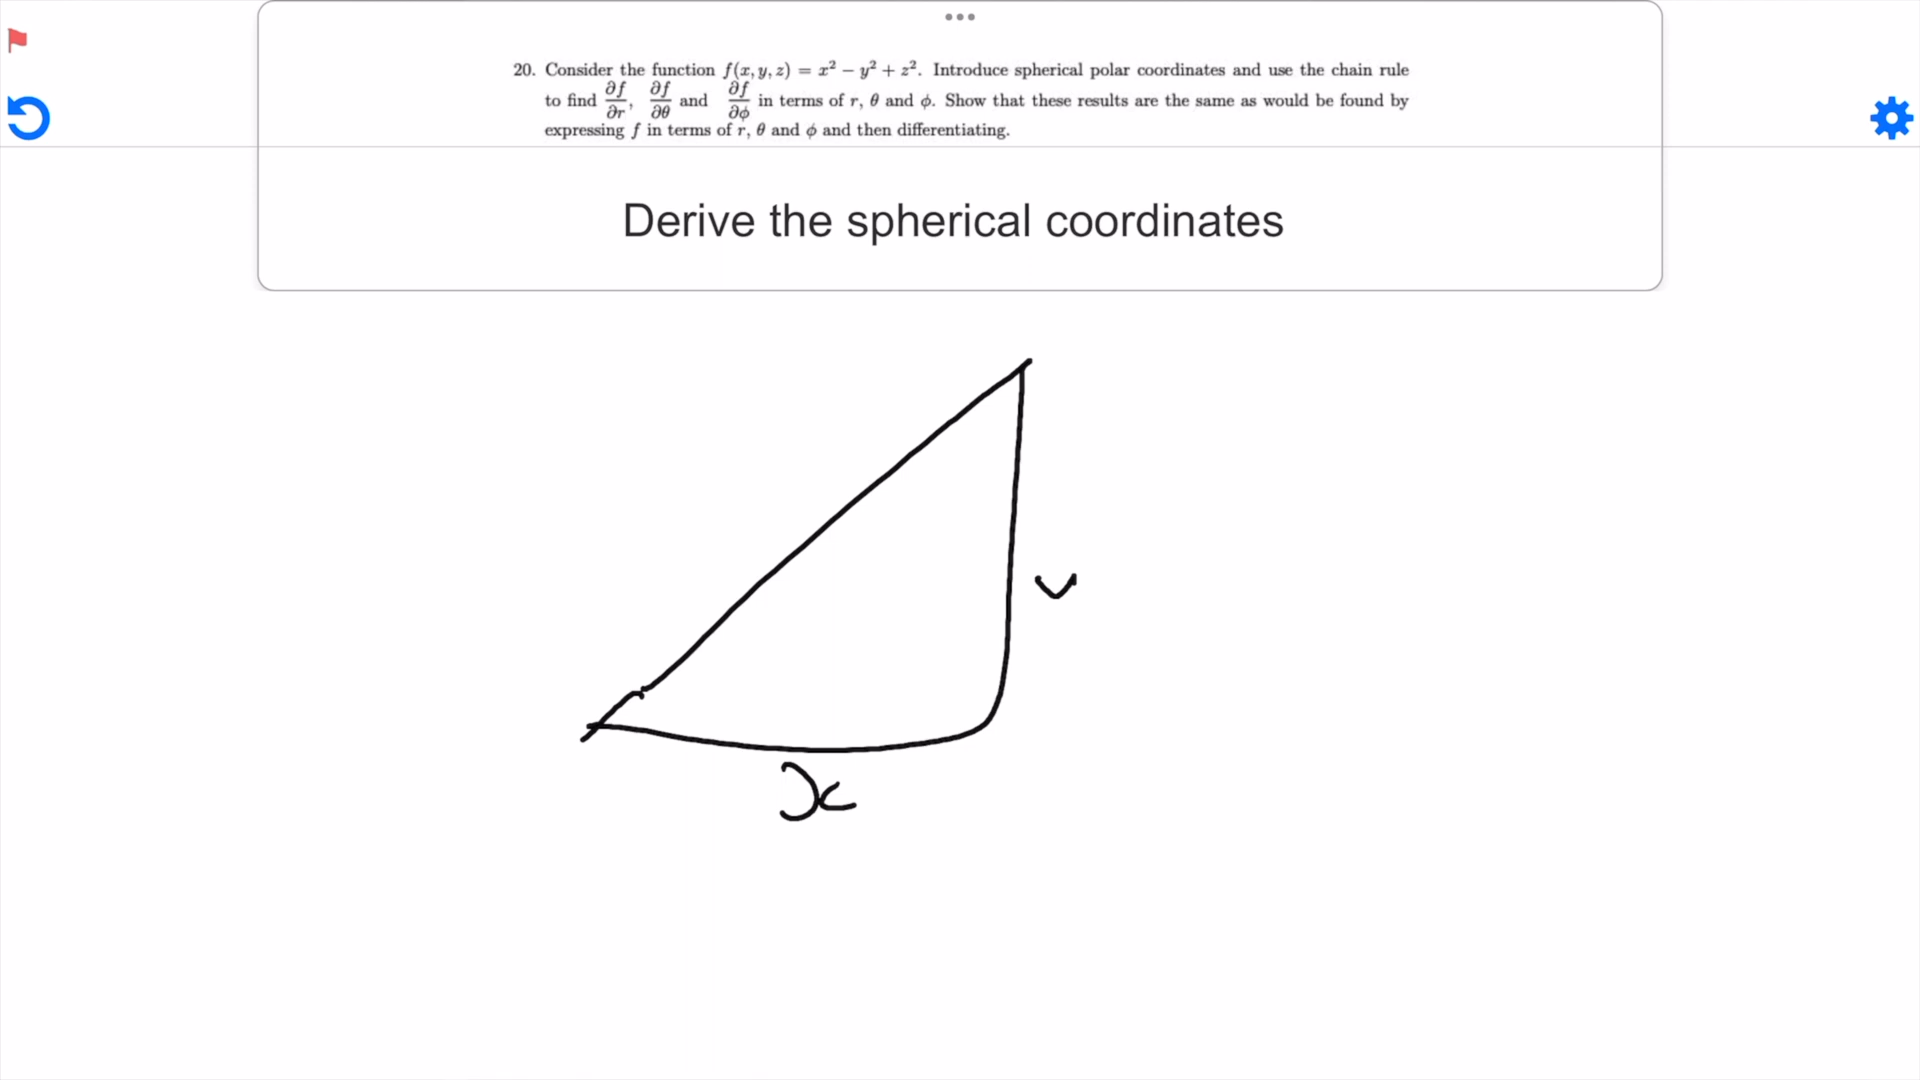 20. Consider the function f(x, y, z) = x² − y² + z². Introduce spherical polar coordinates and use the chain rule
to find ∂f/∂r, ∂f/∂θ and ∂f/∂ϕ in terms of r, θ and ϕ. Show that these results are the same as would be found by
expressing f in terms of r, θ and ϕ and then differentiating.
Derive the spherical coordinates
x